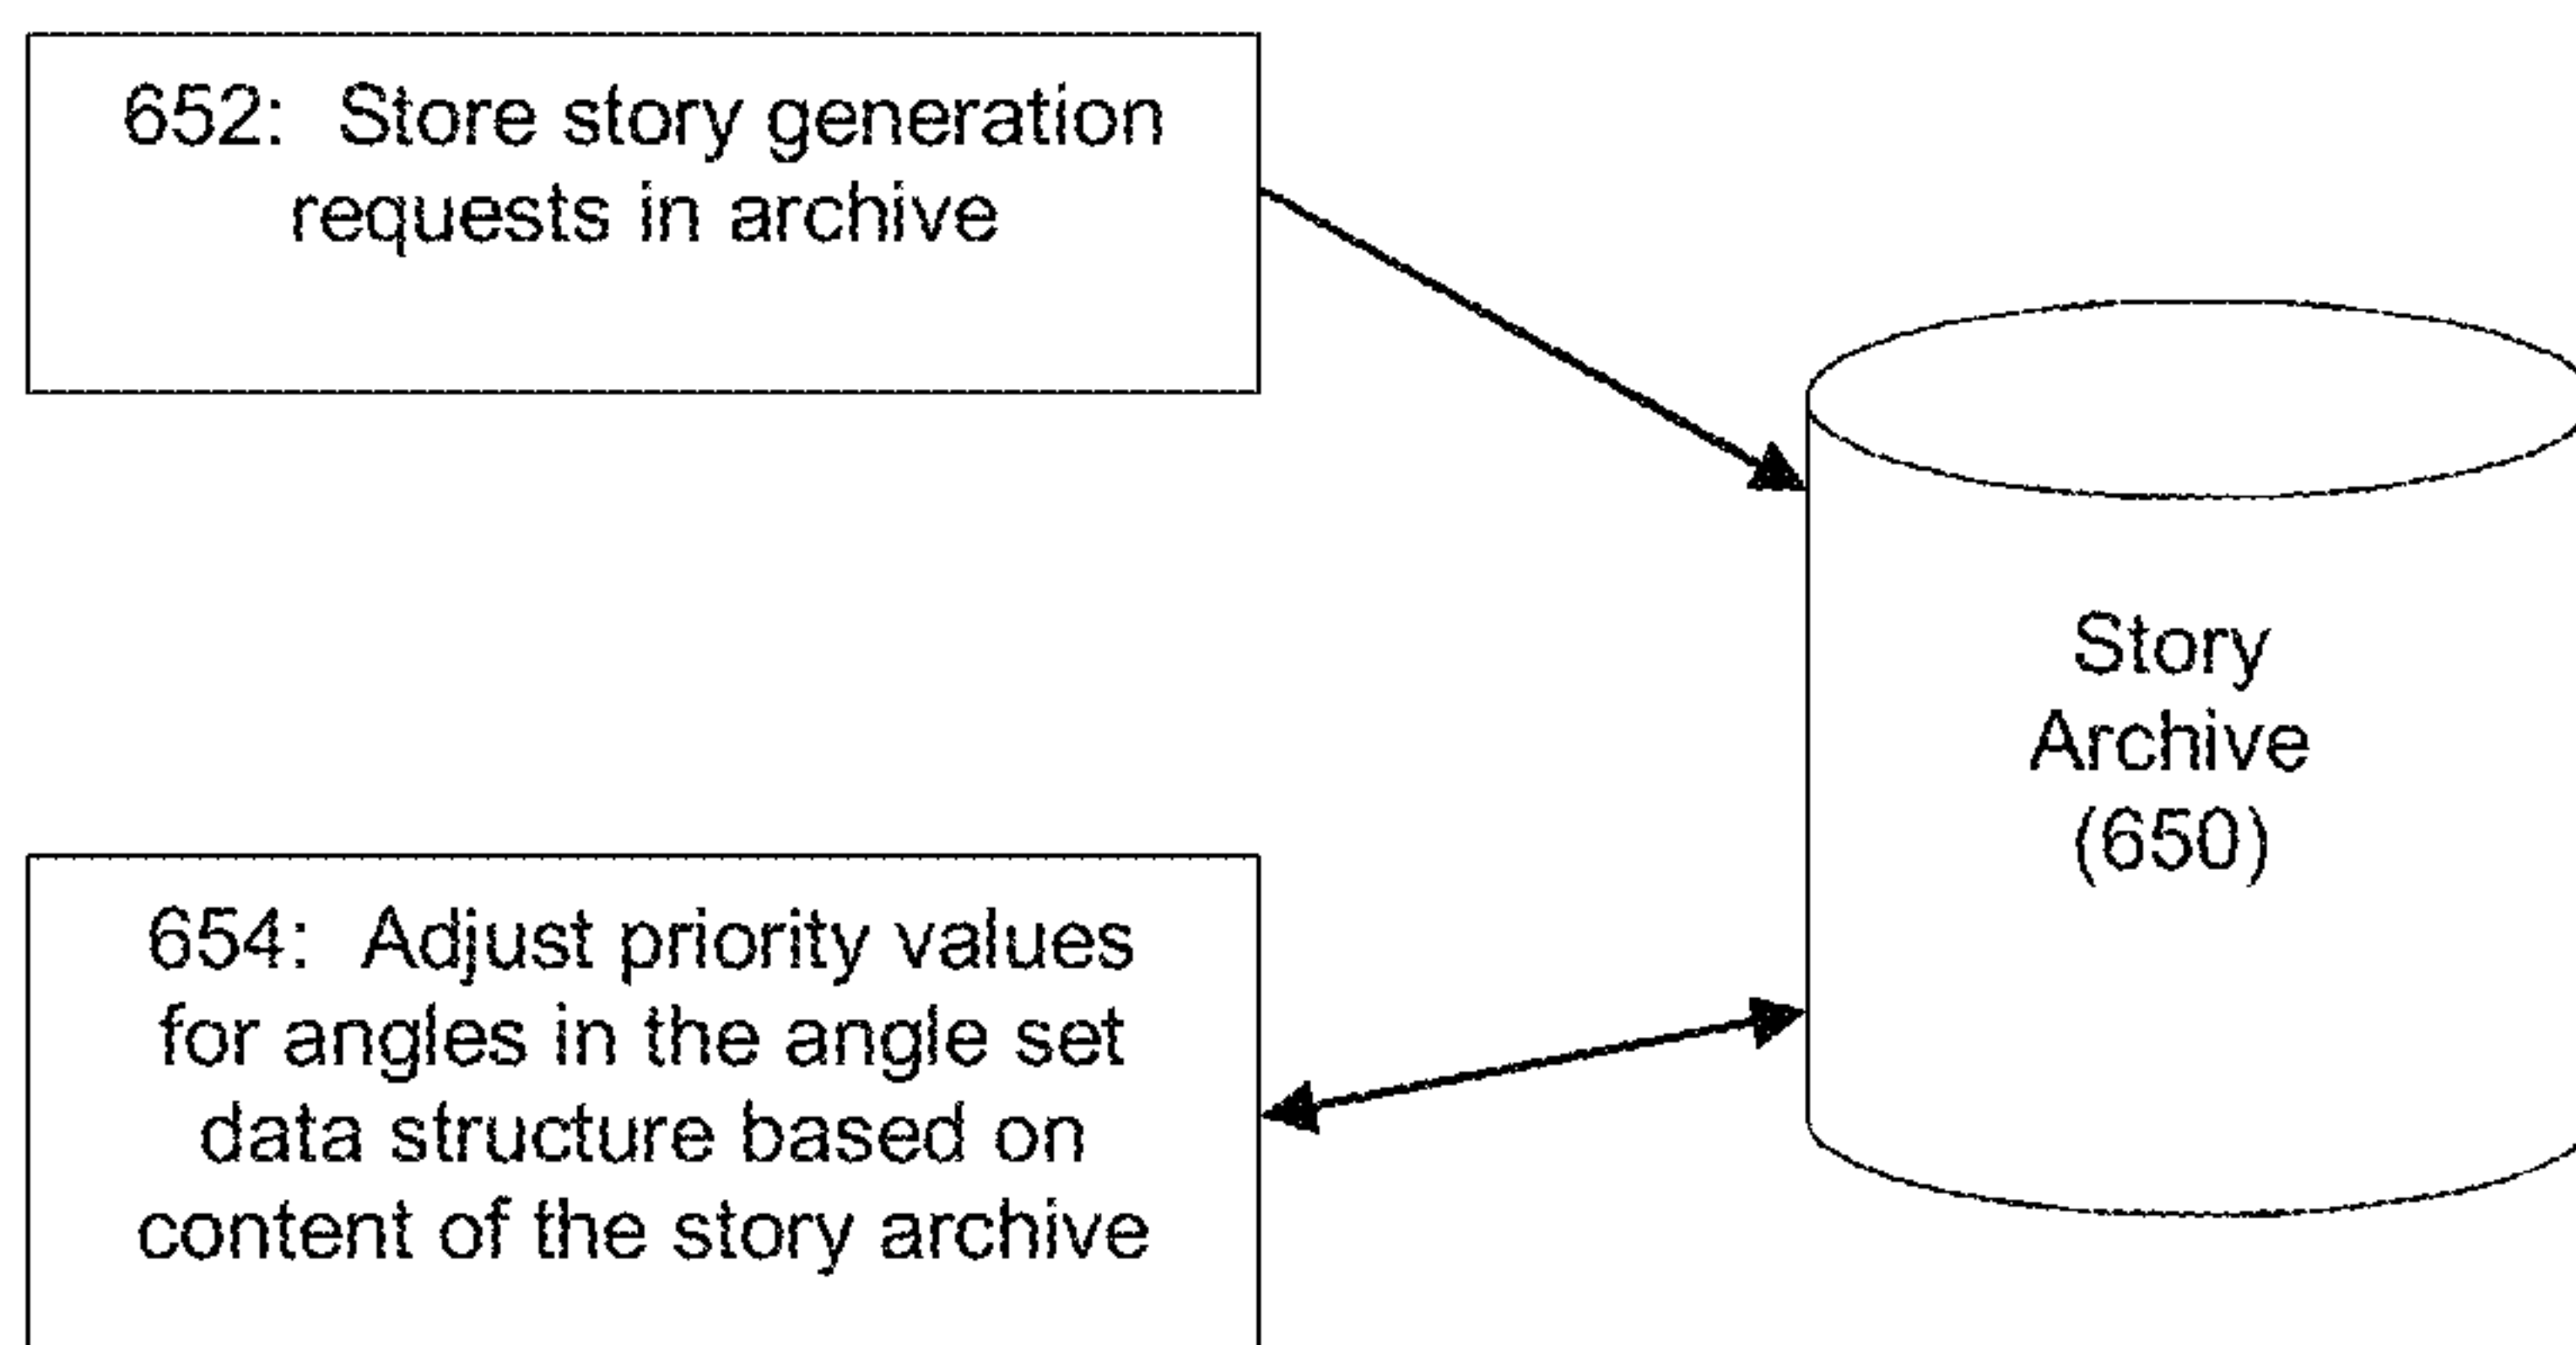 652: Store story generation
requests in archive
Story
Archive
(650)
654: Adjust priority values
for angles in the angle set
data structure based on
content of the story archive